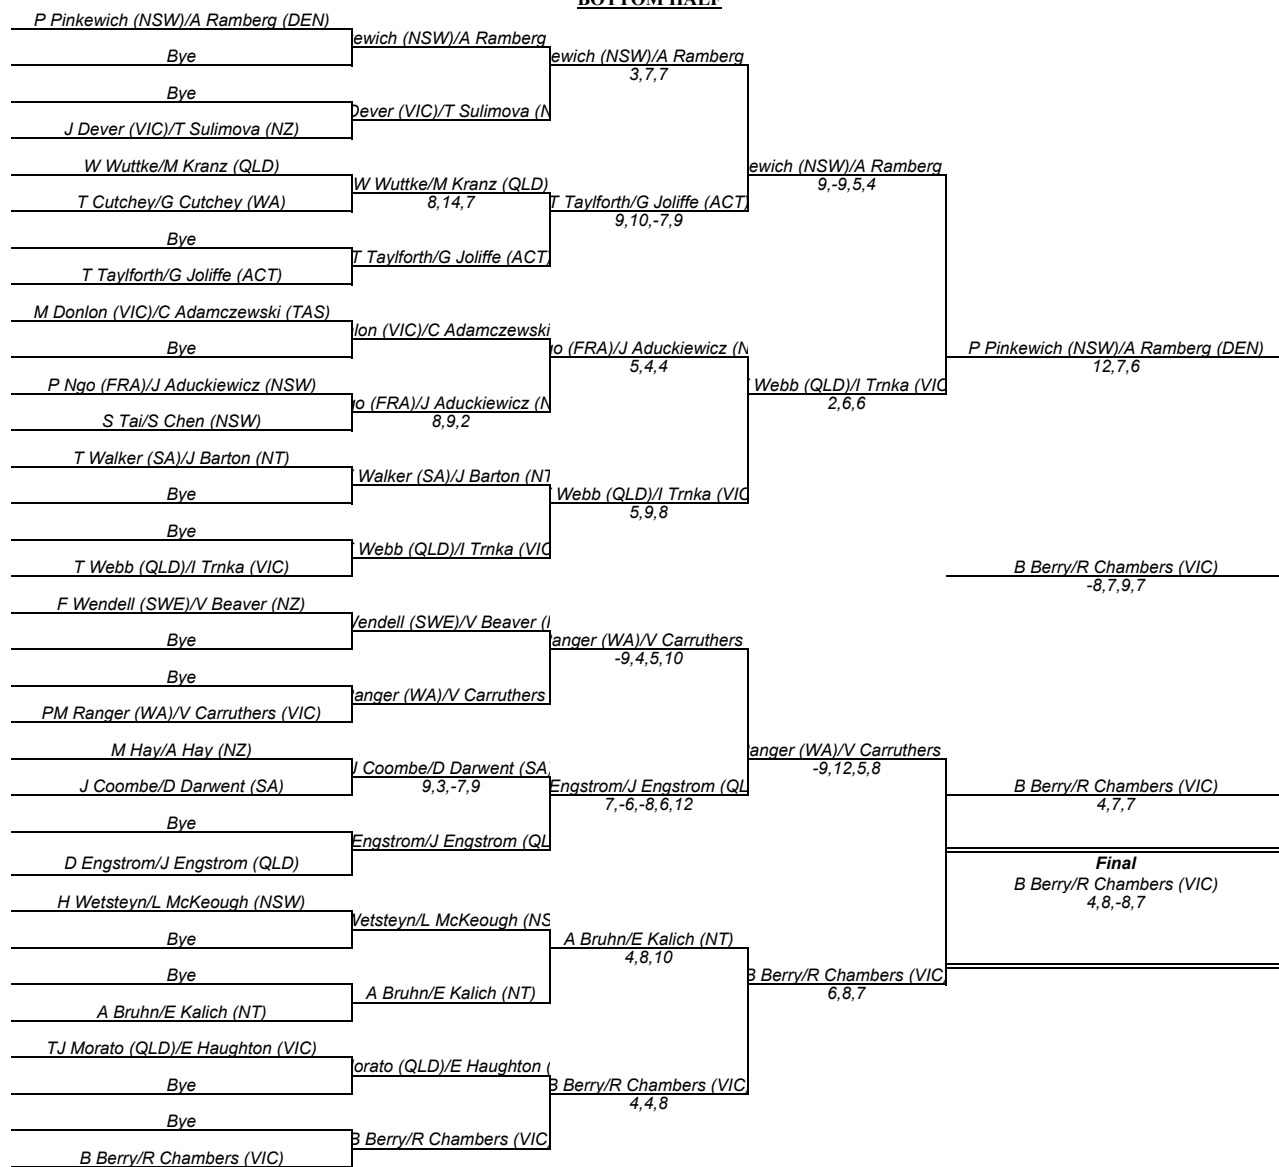 BOTTOM HALF
P Pinkewich (NSW)/A Ramberg (DEN)
Bye
Bye
J Dever (VIC)/T Sulimova (NZ)
W Wuttke/M Kranz (QLD)
T Cutchey/G Cutchey (WA)
Bye
T Taylforth/G Joliffe (ACT)
M Donlon (VIC)/C Adamczewski (TAS)
Bye
P Ngo (FRA)/J Aduckiewicz (NSW)
S Tai/S Chen (NSW)
T Walker (SA)/J Barton (NT)
Bye
Bye
T Webb (QLD)/I Trnka (VIC)
F Wendell (SWE)/V Beaver (NZ)
Bye
Bye
PM Ranger (WA)/V Carruthers (VIC)
M Hay/A Hay (NZ)
J Coombe/D Darwent (SA)
Bye
D Engstrom/J Engstrom (QLD)
H Wetsteyn/L McKeough (NSW)
Bye
Bye
A Bruhn/E Kalich (NT)
TJ Morato (QLD)/E Haughton (VIC)
Bye
Bye
B Berry/R Chambers (VIC)
ewich (NSW)/A Ramberg
Dever (VIC)/T Sulimova (N
W Wuttke/M Kranz (QLD)
8,14,7
T Taylforth/G Joliffe (ACT)
lon (VIC)/C Adamczewski
go (FRA)/J Aduckiewicz (N
8,9,2
Walker (SA)/J Barton (NT
Webb (QLD)/I Trnka (VIC
Wendell (SWE)/V Beaver (
Ranger (WA)/V Carruthers
J Coombe/D Darwent (SA)
9,3,-7,9
Engstrom/J Engstrom (QL
Wetsteyn/L McKeough (NS
A Bruhn/E Kalich (NT)
orato (QLD)/E Haughton (
B Berry/R Chambers (VIC)
ewich (NSW)/A Ramberg
3,7,7
T Taylforth/G Joliffe (ACT)
9,10,-7,9
go (FRA)/J Aduckiewicz (N
5,4,4
Webb (QLD)/I Trnka (VIC
5,9,8
Ranger (WA)/V Carruthers
-9,4,5,10
Engstrom/J Engstrom (QL
7,-6,-8,6,12
A Bruhn/E Kalich (NT)
4,8,10
B Berry/R Chambers (VIC)
4,4,8
ewich (NSW)/A Ramberg
9,-9,5,4
Webb (QLD)/I Trnka (VIC
2,6,6
Ranger (WA)/V Carruthers
-9,12,5,8
B Berry/R Chambers (VIC)
6,8,7
P Pinkewich (NSW)/A Ramberg (DEN)
12,7,6
B Berry/R Chambers (VIC)
-8,7,9,7
B Berry/R Chambers (VIC)
4,7,7
Final
B Berry/R Chambers (VIC)
4,8,-8,7